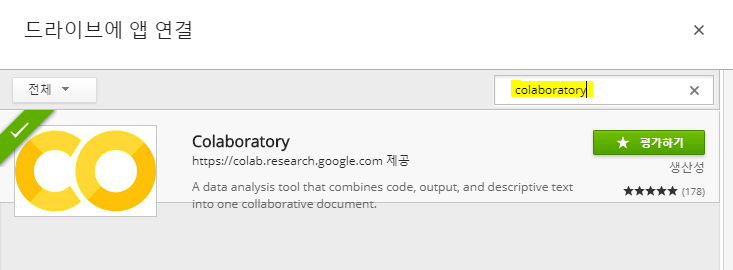 드라이브에 앱 연결
전체
colaboratory
Colaboratory
https://colab.research.google.com 제공
A data analysis tool that combines code, output, and descriptive text
into one collaborative document.
평가하기
생산성
(178)